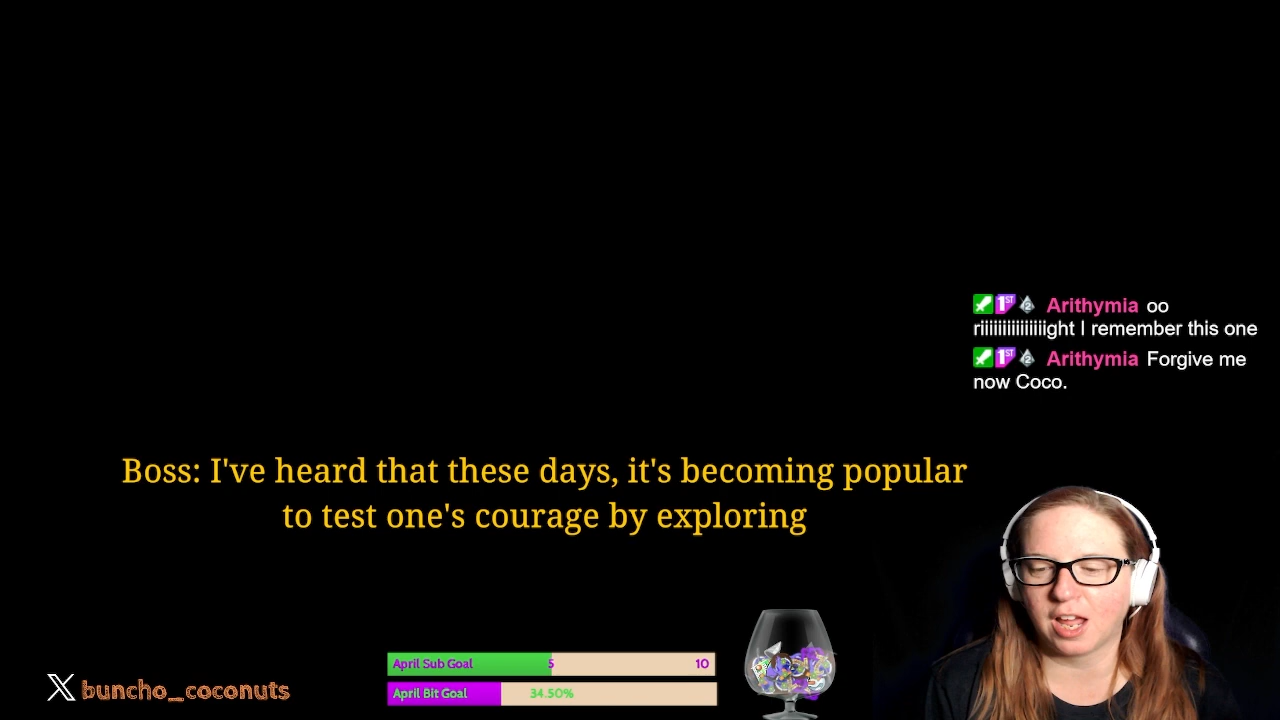 Arithymia oo
riiiiiiiiiiiiiight I remember this one
Arithymia Forgive me
now Coco.
Boss: I've heard that these days, it's becoming popular
to test one's courage by exploring
April Sub Goal 5 10
April Bit Goal 34.50%
buncho_coconuts